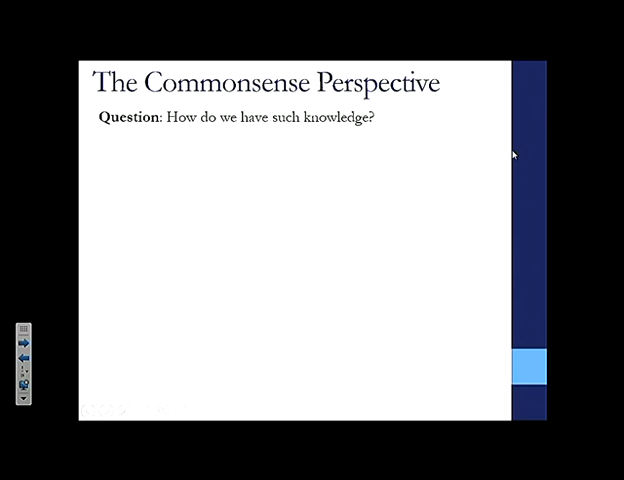 The Commonsense Perspective
Question: How do we have such knowledge?